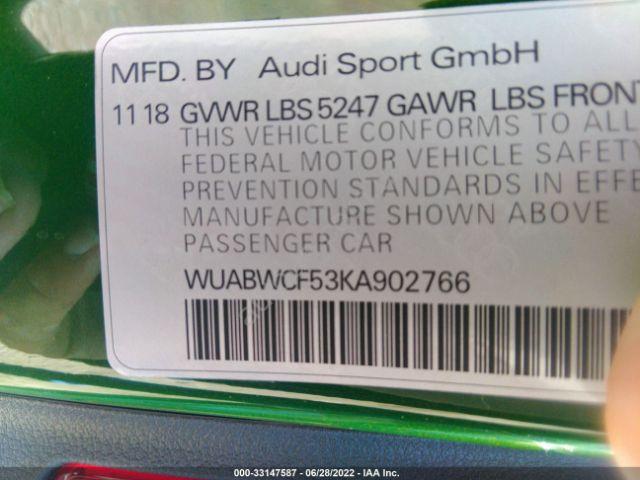 MFD. BY Audi Sport GmbH
11 18 GVWR LBS 5247 GAWR LBS FRONT
THIS VEHICLE CONFORMS TO ALL
FEDERAL MOTOR VEHICLE SAFETY
PREVENTION STANDARDS IN EFFE
MANUFACTURE SHOWN ABOVE
PASSENGER CAR
WUABWCF53KA902766
000-33147587 - 06/28/2022 - IAA Inc.